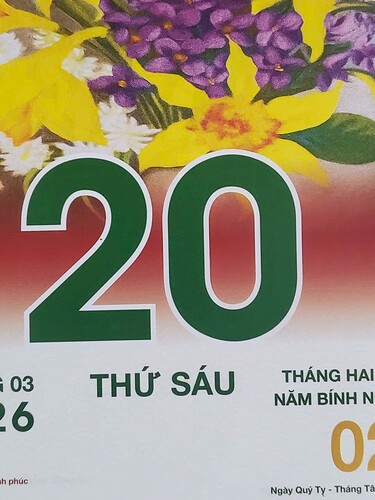 20
G 03
26
THỨ SÁU
THÁNG HAI
NĂM BÍNH N
02
nh phúc
Ngày Quý Tỵ - Tháng Tâ